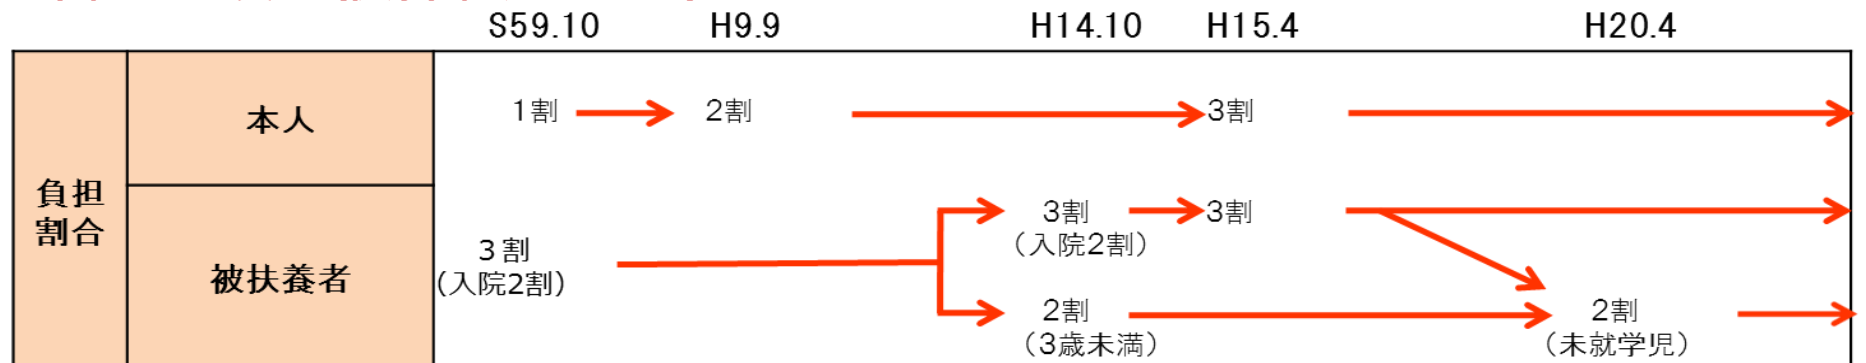 S59.10 H9.9 H14.10 H15.4 H20.4
本人 1割 2割 3割
負担
割合
被扶養者
3割
(入院2割)
3割
(入院2割)
3割
2割
(3歳未満)
2割
(未就学児)